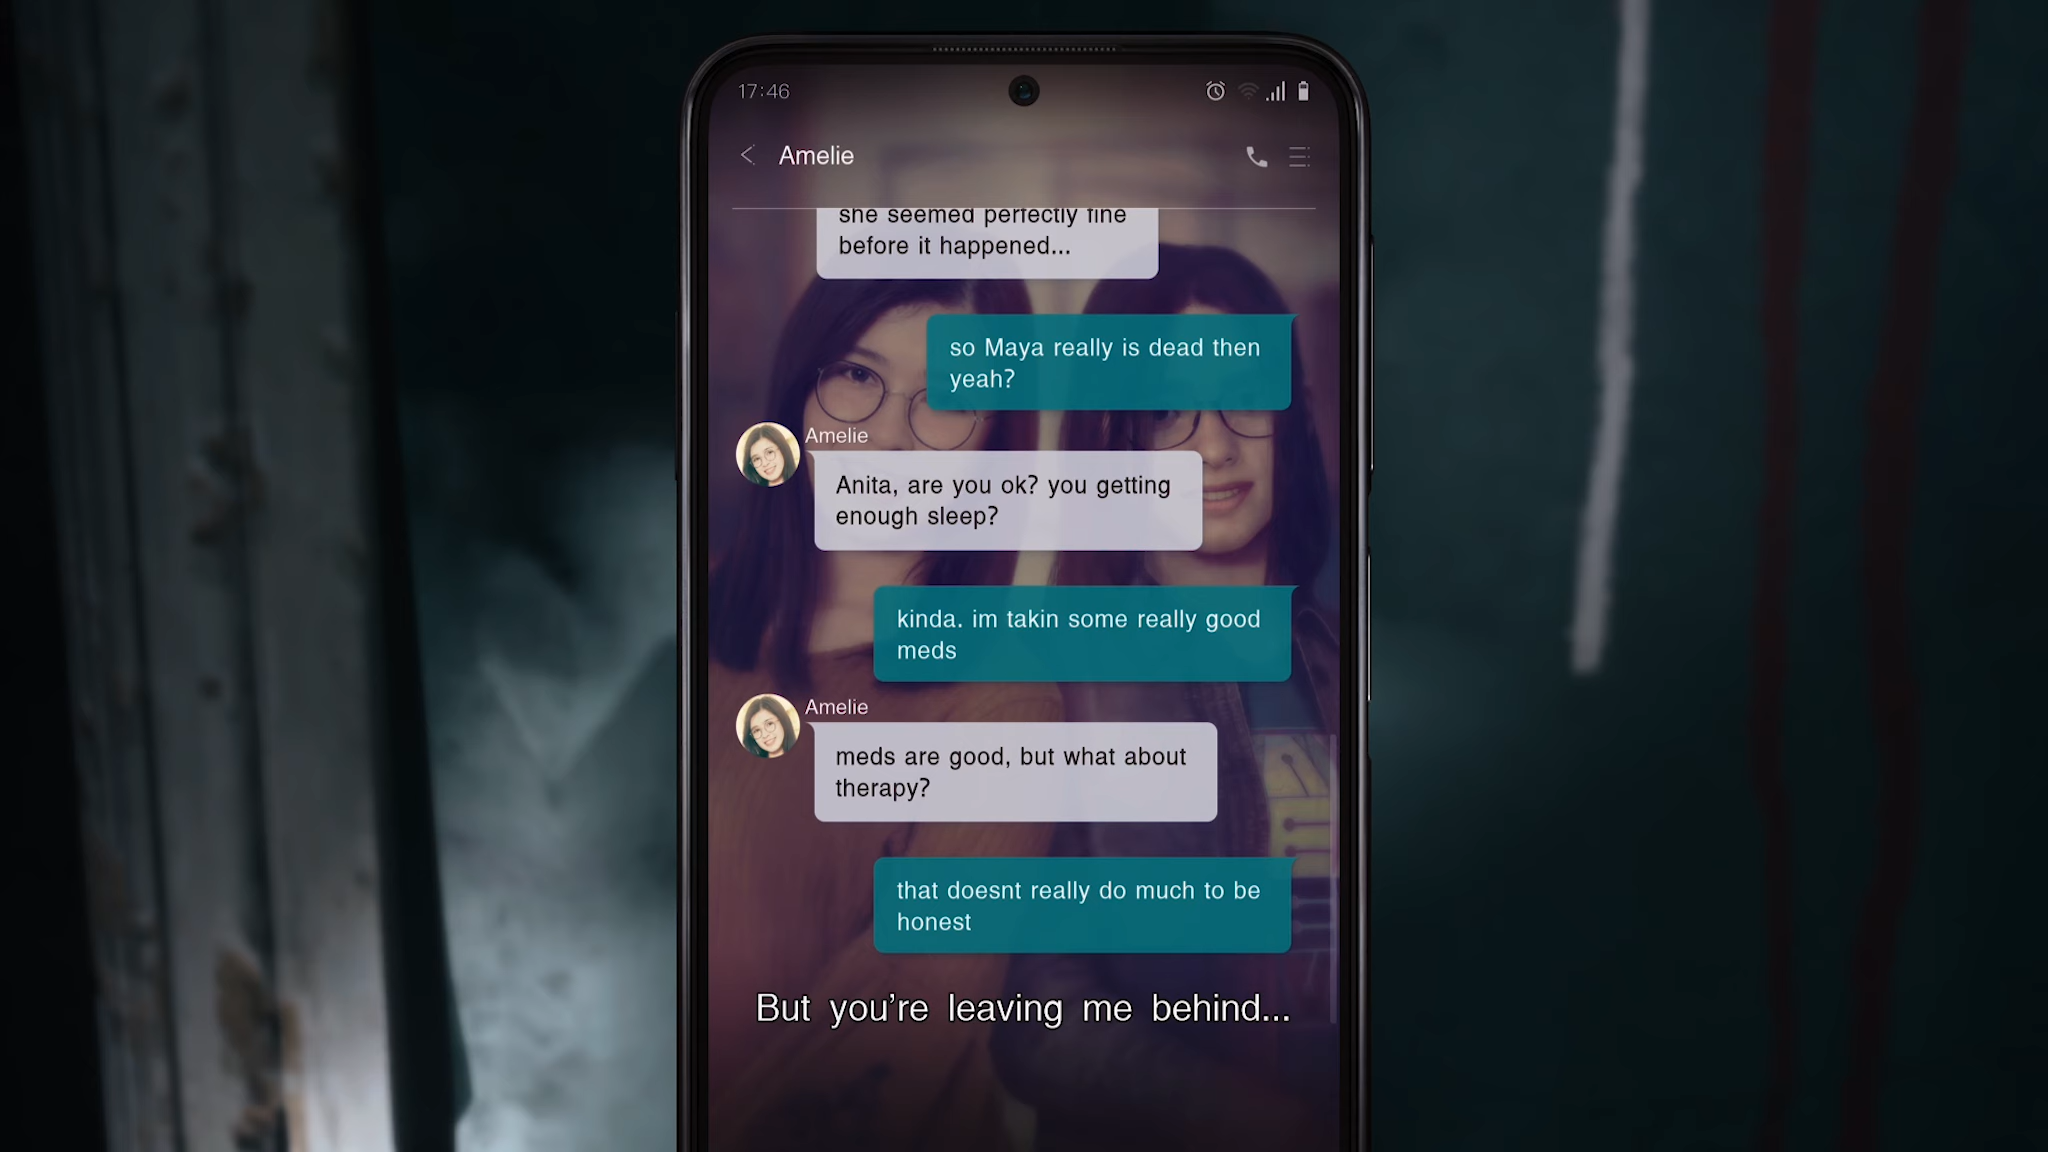 17:46
Amelie
she seemed perfectly fine
before it happened...
so Maya really is dead then
yeah?
Amelie
Anita, are you ok? you getting
enough sleep?
kinda. im takin some really good
meds
Amelie
meds are good, but what about
therapy?
that doesnt really do much to be
honest
But you're leaving me behind...